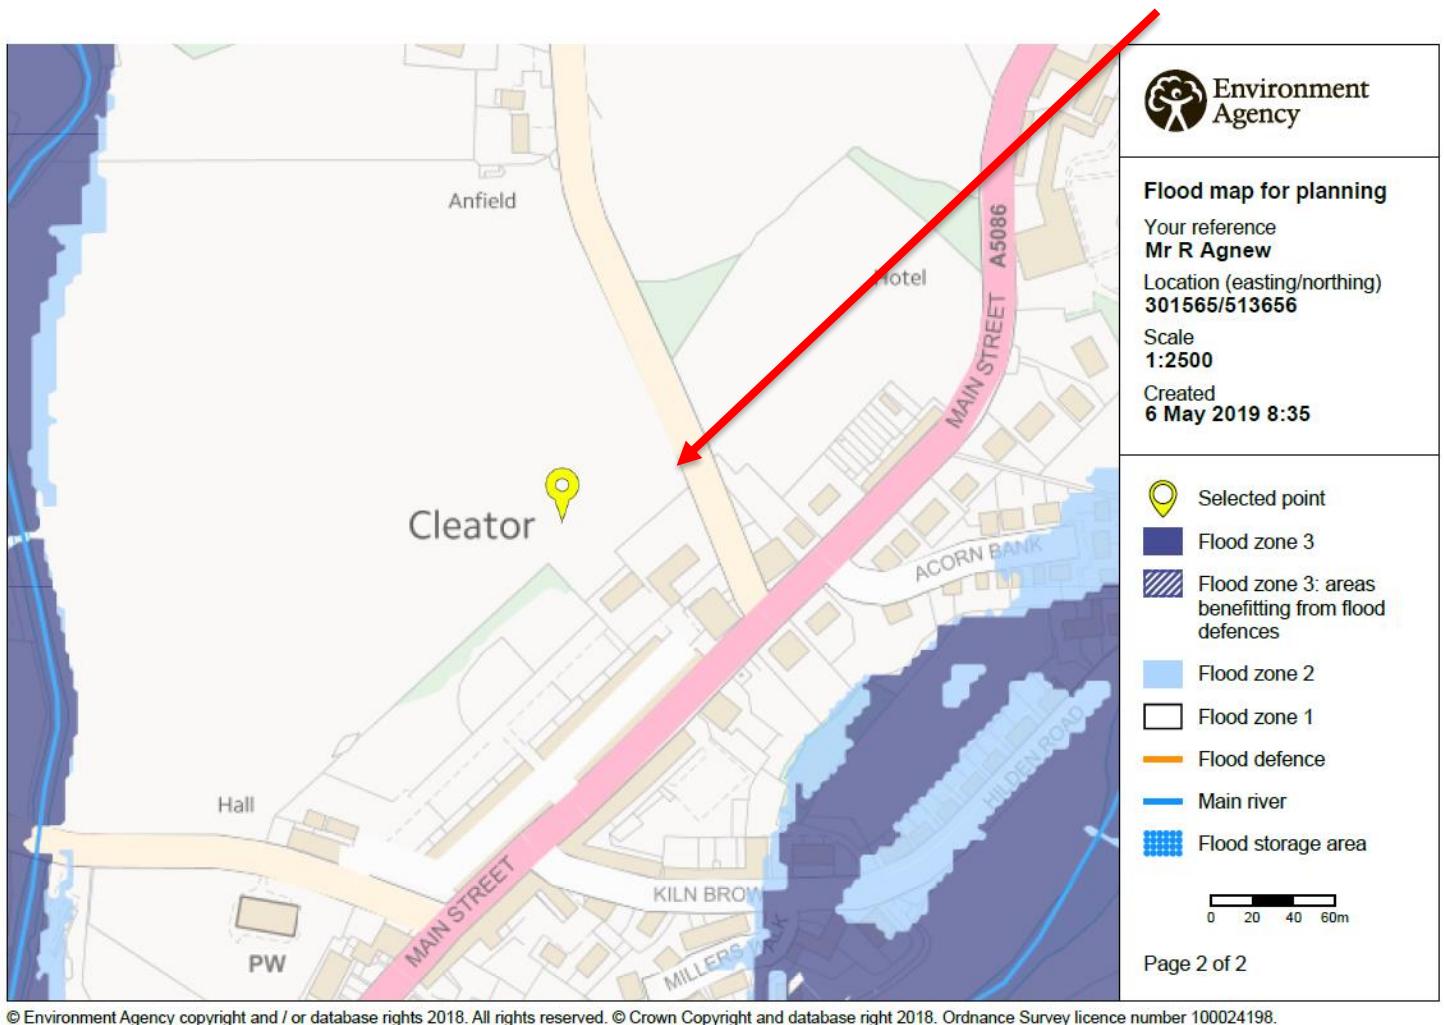 Environment
Agency
Flood map for planning
Your reference
Mr R Agnew
Location (easting/northing)
301565/513656
Scale
1:2500
Created
6 May 2019 8:35
Selected point
Flood zone 3
Flood zone 3: areas
benefitting from flood
defences
Flood zone 2
Flood zone 1
Flood defence
Main river
Flood storage area
0 20 40 60m
Page 2 of 2
Anfield
Hotel
A5086
MAIN STREET
Cleator
ACORN BANK
HILDEN ROAD
Hall
KILN BROW
MAIN STREET
PW
MILLERS WALK
© Environment Agency copyright and / or database rights 2018. All rights reserved. © Crown Copyright and database right 2018. Ordnance Survey licence number 100024198.